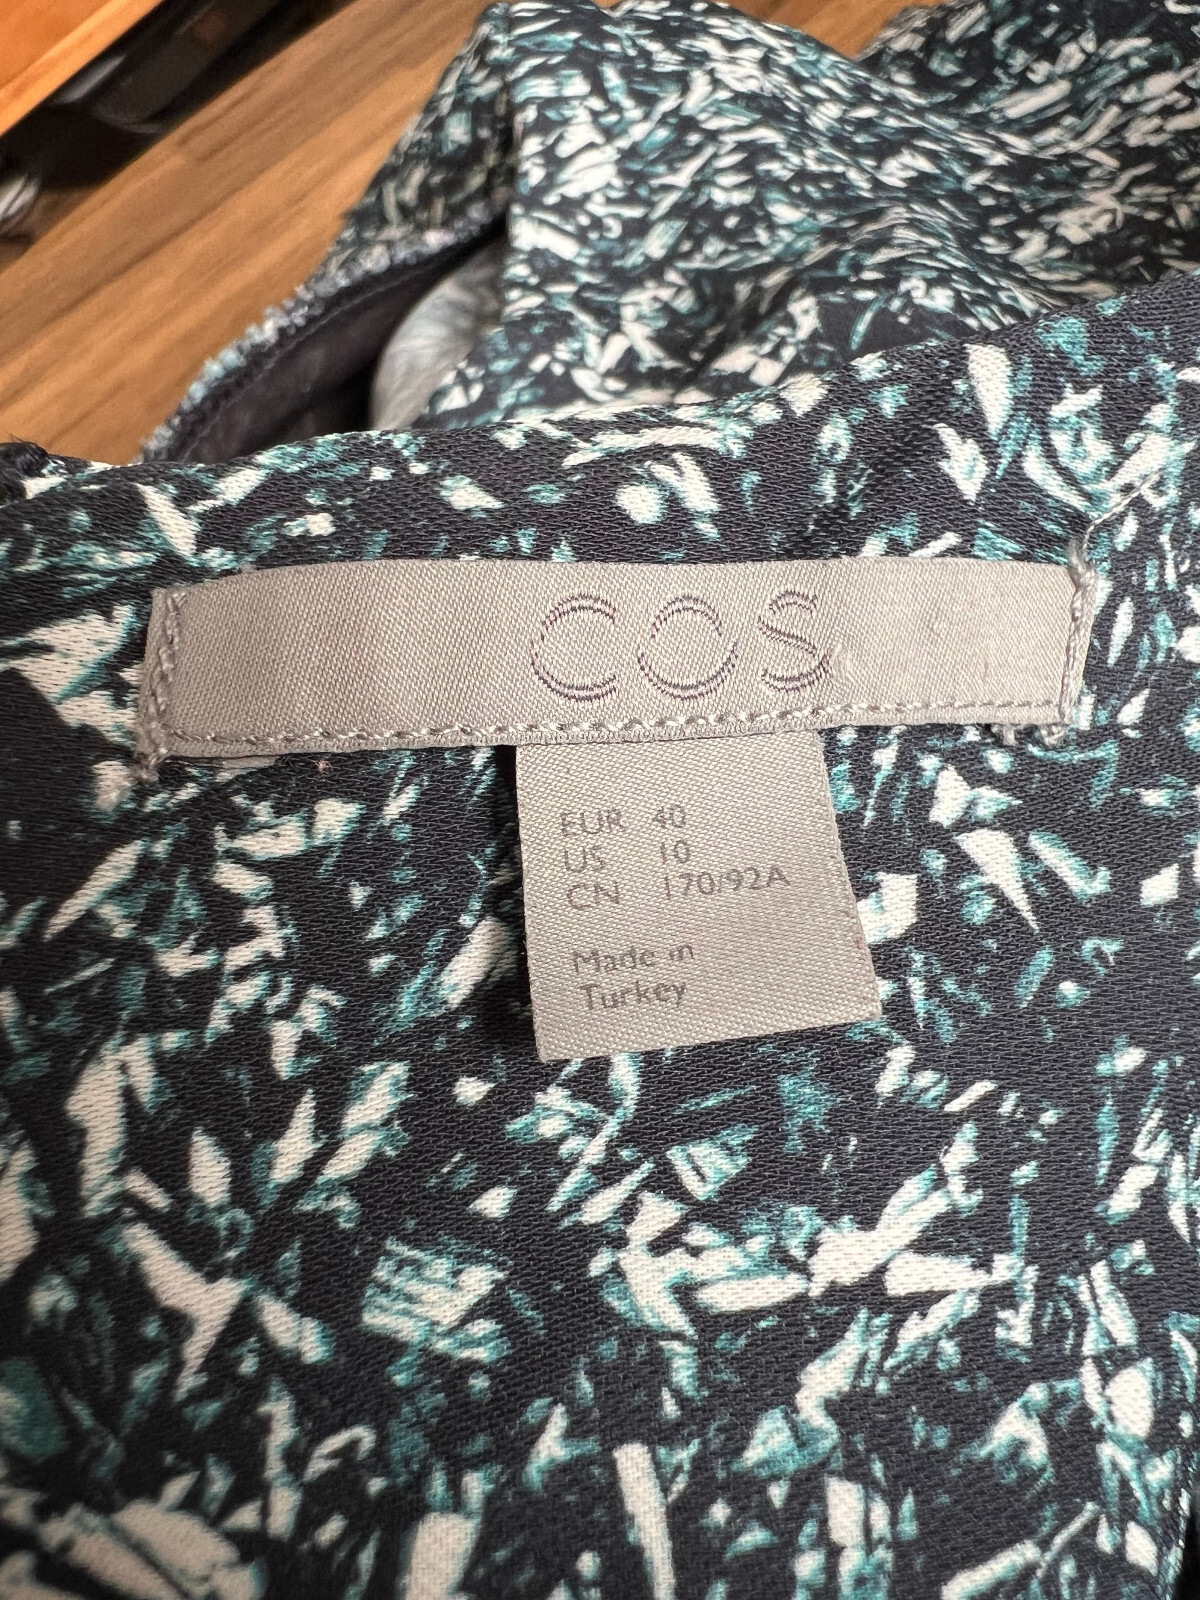 COS
EUR 40
US 10
CN 170/92A
Made in
Turkey